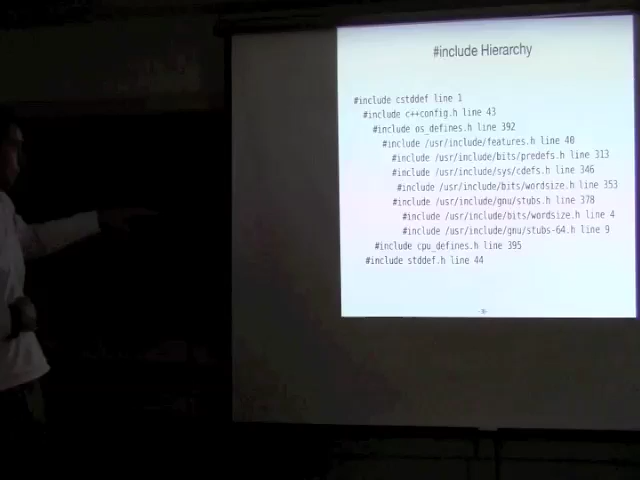 #include Hierarchy
#include cstddef line 1
#include c++config.h line 43
#include os_defines.h line 392
#include /usr/include/features.h line 40
#include /usr/include/bits/predefs.h line 313
#include /usr/include/sys/cdefs.h line 346
#include /usr/include/bits/wordsize.h line 353
#include /usr/include/gnu/stubs.h line 378
#include /usr/include/bits/wordsize.h line 4
#include /usr/include/gnu/stubs-64.h line 9
#include cpu_defines.h line 395
#include stddef.h line 44